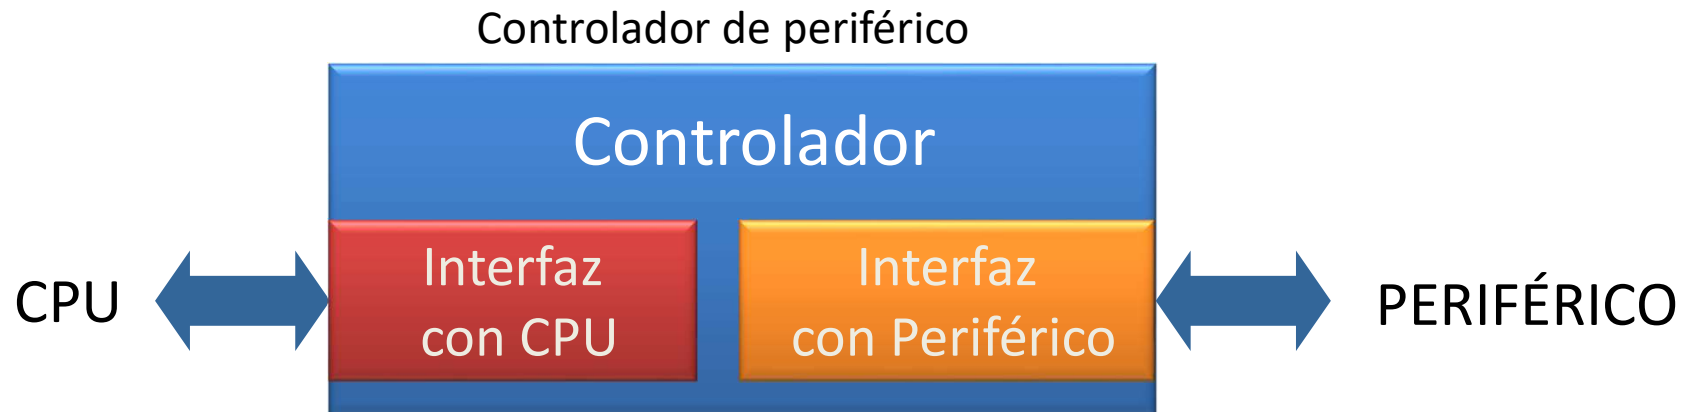 Controlador de periférico
Controlador
Interfaz
con CPU
Interfaz
con Periférico
CPU
PERIFÉRICO